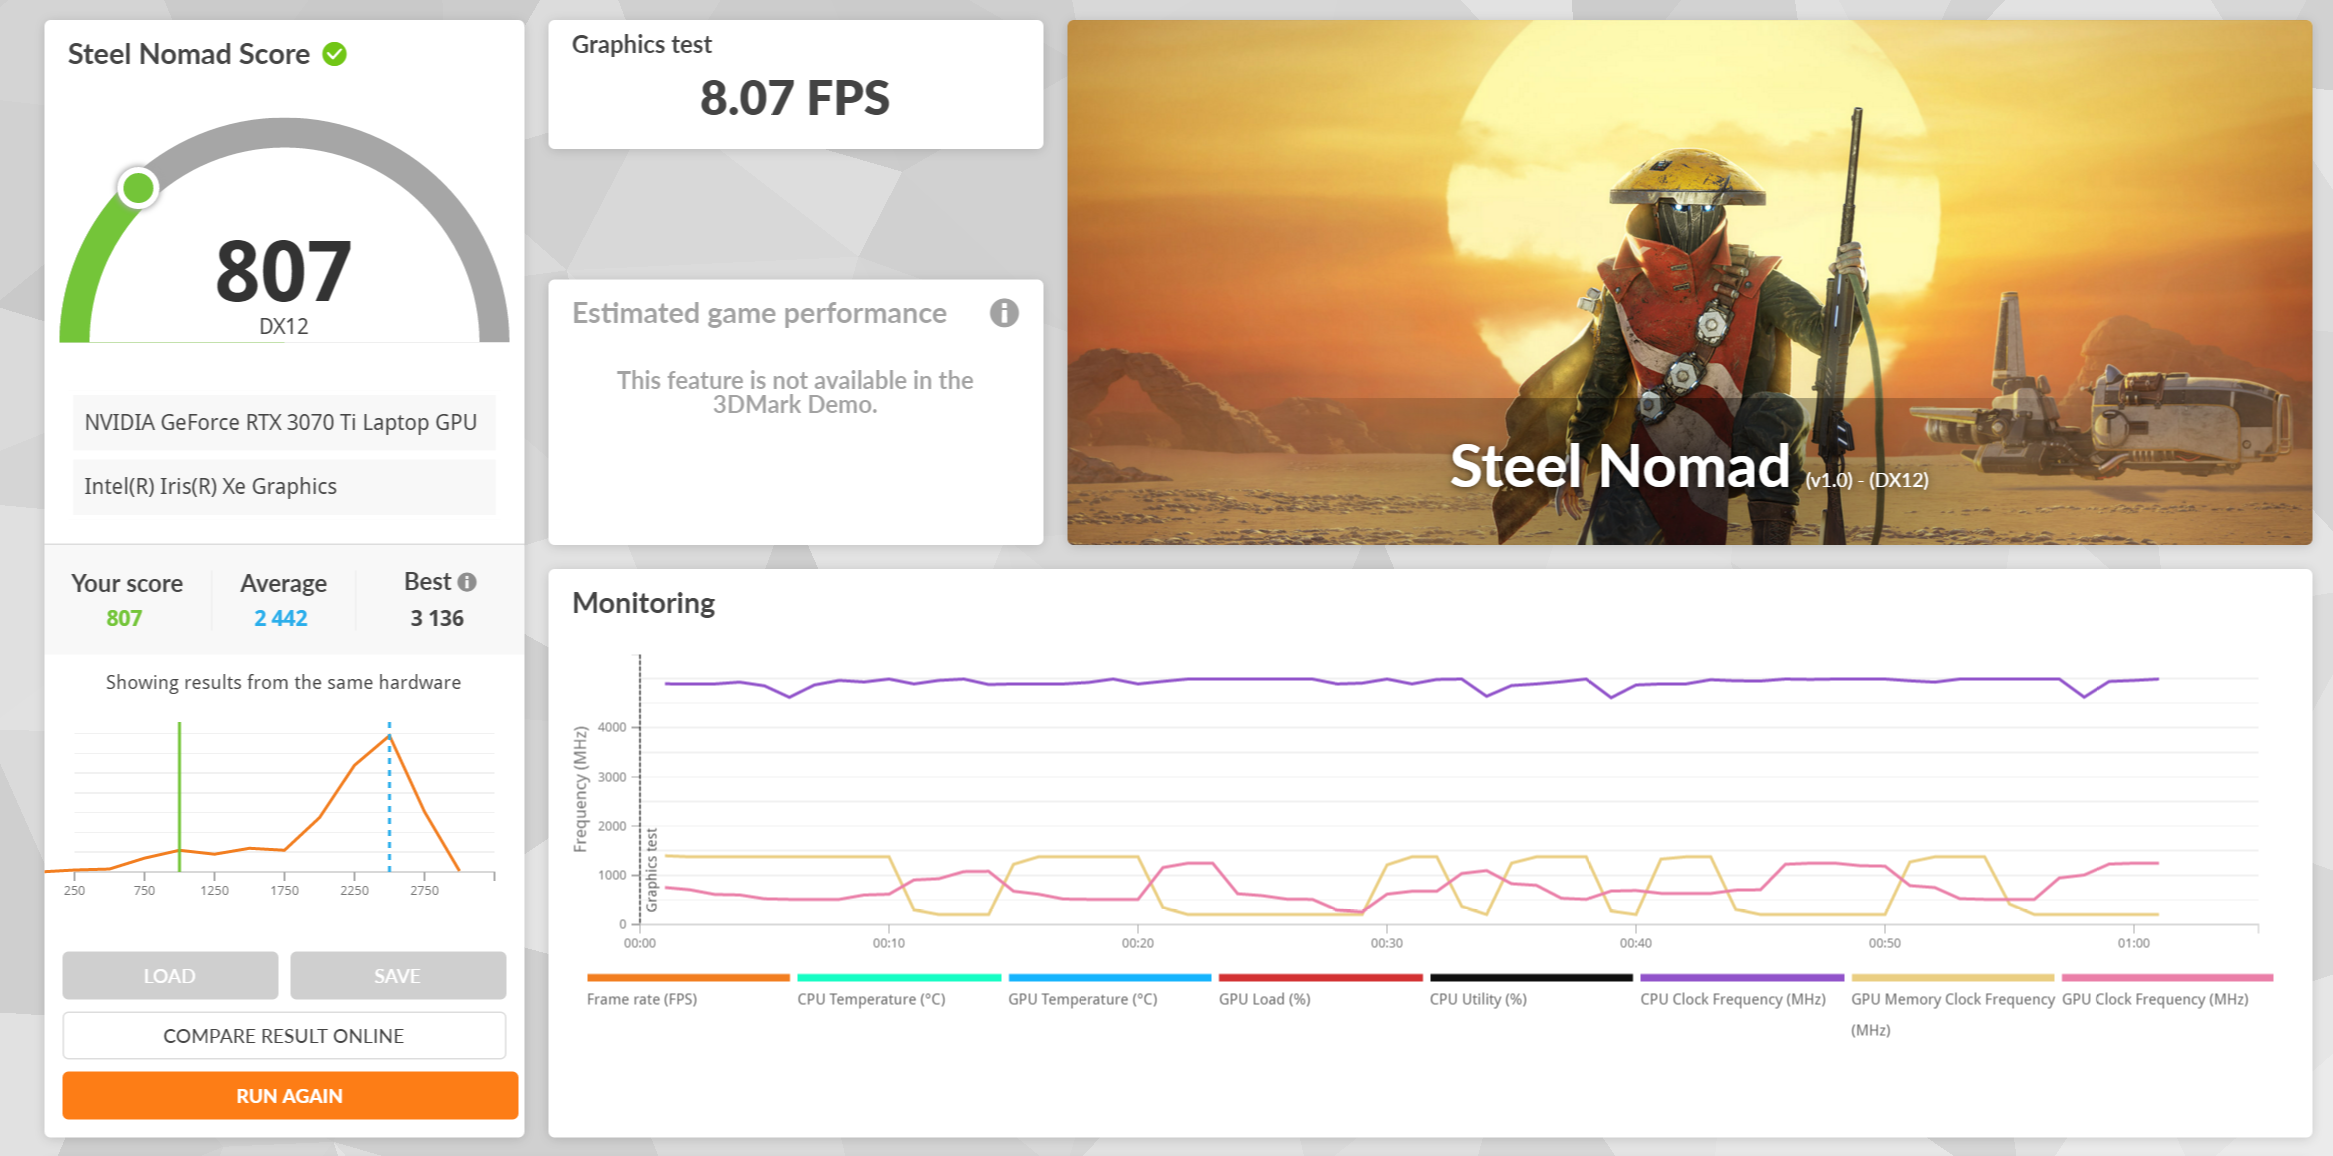 Steel Nomad Score
807
DX12
NVIDIA GeForce RTX 3070 Ti Laptop GPU
Intel(R) Iris(R) Xe Graphics
Your score
807
Average
2 442
Best
3 136
Showing results from the same hardware
250 750 1250 1750 2250 2750
LOAD
SAVE
COMPARE RESULT ONLINE
RUN AGAIN
Graphics test
8.07 FPS
Estimated game performance
This feature is not available in the
3DMark Demo.
Steel Nomad (v1.0) - (DX12)
Monitoring
Frequency (MHz)
4000
3000
2000
1000
0
Graphics test
00:00 00:10 00:20 00:30 00:40 00:50 01:00
Frame rate (FPS)
CPU Temperature (°C)
GPU Temperature (°C)
GPU Load (%)
CPU Utility (%)
CPU Clock Frequency (MHz)
GPU Memory Clock Frequency
(MHz)
GPU Clock Frequency (MHz)